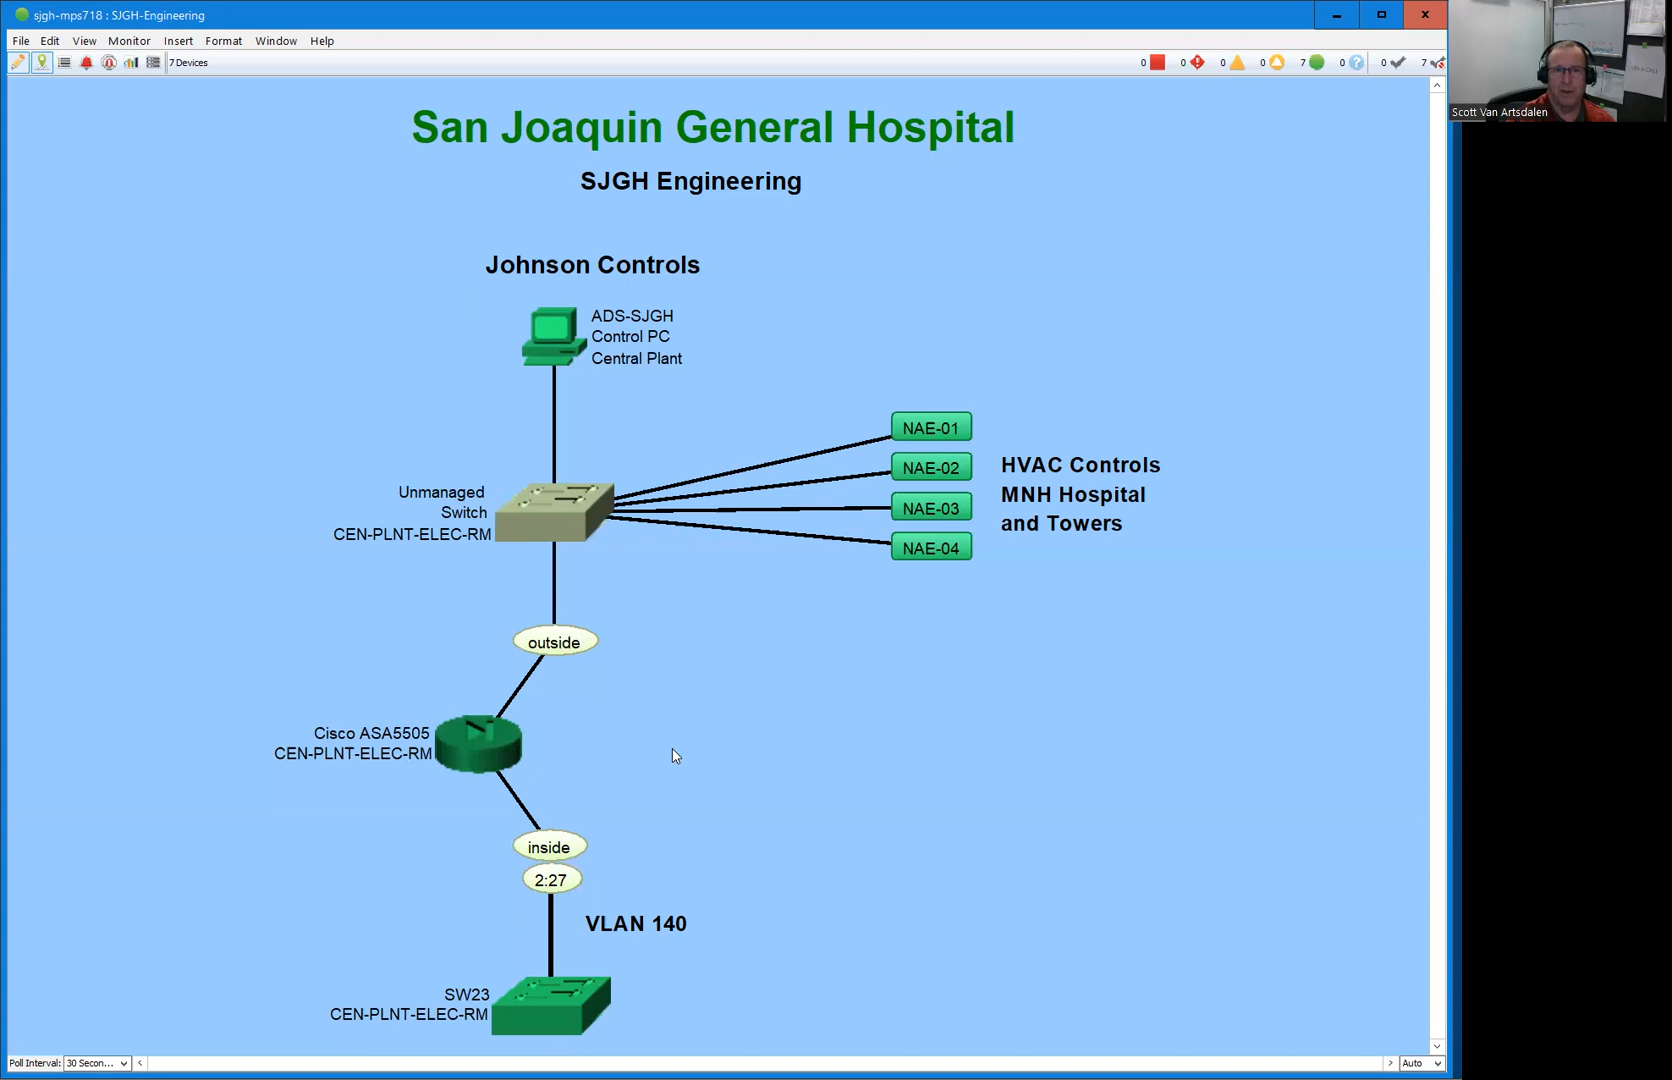 sjgh-mps718 : SJGH-Engineering
File Edit View Monitor Insert Format Window Help
7 Devices
0 0 0 0 7 0 0 7
Scott Van Artsdalen
San Joaquin General Hospital
SJGH Engineering
Johnson Controls
ADS-SJGH
Control PC
Central Plant
NAE-01
NAE-02
NAE-03
NAE-04
HVAC Controls
MNH Hospital
and Towers
Unmanaged
Switch
CEN-PLNT-ELEC-RM
outside
Cisco ASA5505
CEN-PLNT-ELEC-RM
inside
2:27
VLAN 140
SW23
CEN-PLNT-ELEC-RM
Poll Interval: 30 Secon... Auto